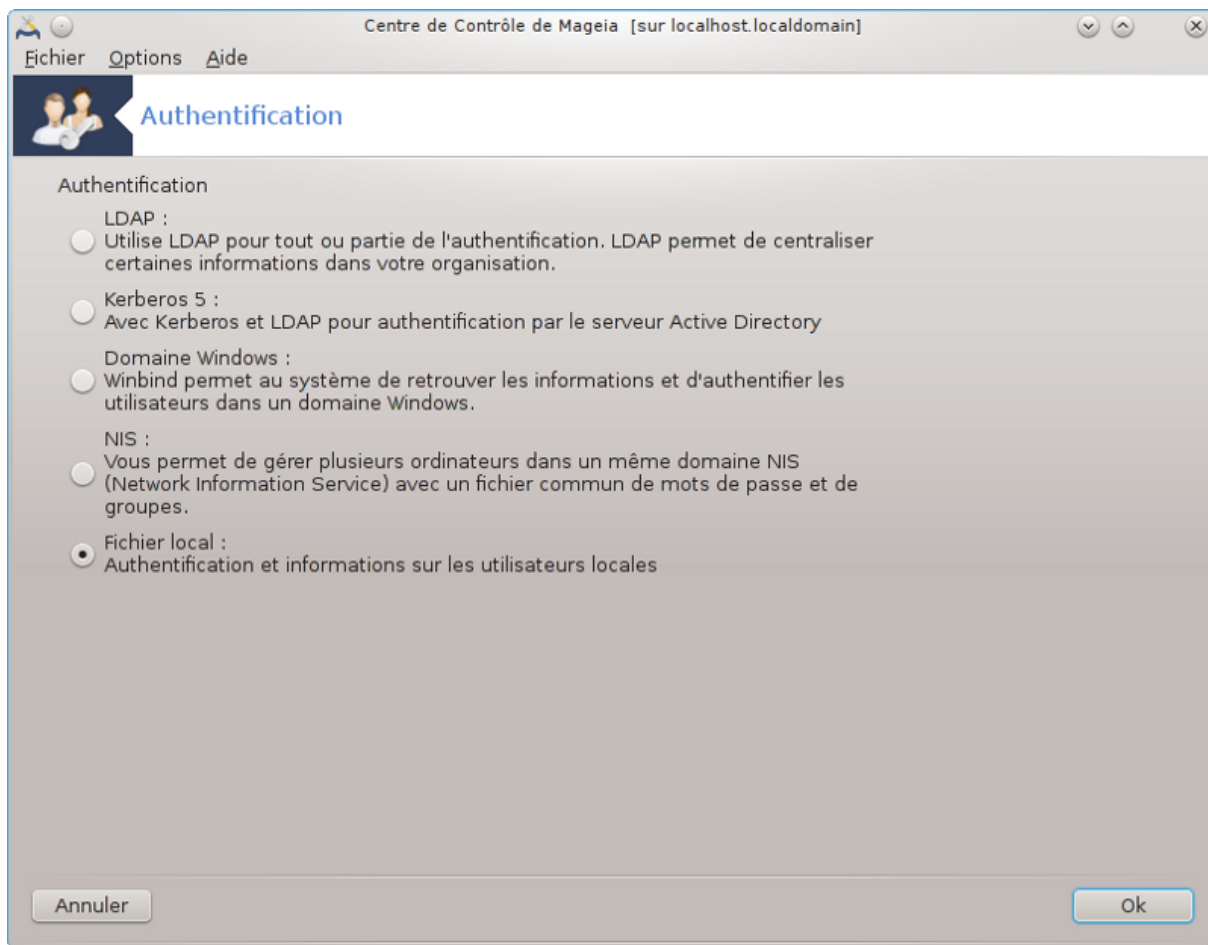 Centre de Contrôle de Mageia [sur localhost.localdomain]
Fichier Options Aide
Authentification
Authentification
LDAP :
Utilise LDAP pour tout ou partie de l'authentification. LDAP permet de centraliser
certaines informations dans votre organisation.
Kerberos 5 :
Avec Kerberos et LDAP pour authentification par le serveur Active Directory
Domaine Windows :
Winbind permet au système de retrouver les informations et d'authentifier les
utilisateurs dans un domaine Windows.
NIS :
Vous permet de gérer plusieurs ordinateurs dans un même domaine NIS
(Network Information Service) avec un fichier commun de mots de passe et de
groupes.
Fichier local :
Authentification et informations sur les utilisateurs locales
Annuler Ok